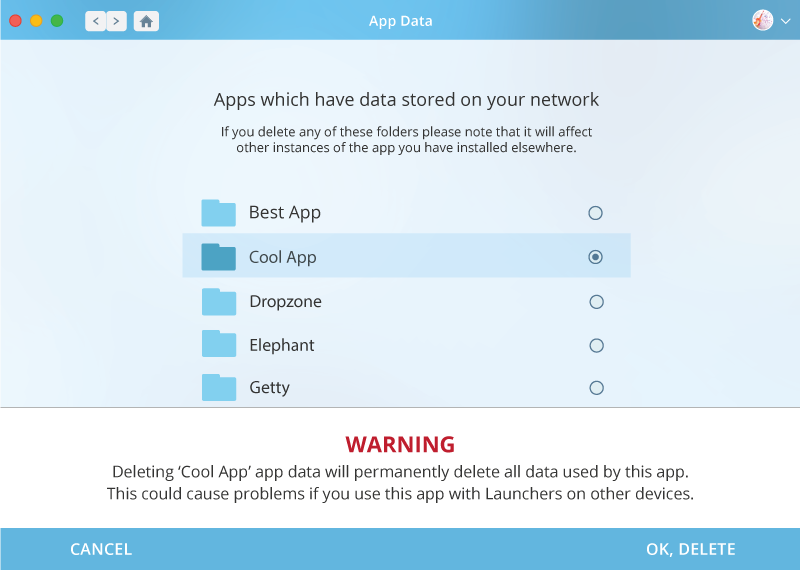 App Data
Apps which have data stored on your network
If you delete any of these folders please note that it will affect
other instances of the app you have installed elsewhere.
Best App
Cool App
Dropzone
Elephant
Getty
WARNING
Deleting ‘Cool App’ app data will permanently delete all data used by this app.
This could cause problems if you use this app with Launchers on other devices.
CANCEL
OK, DELETE